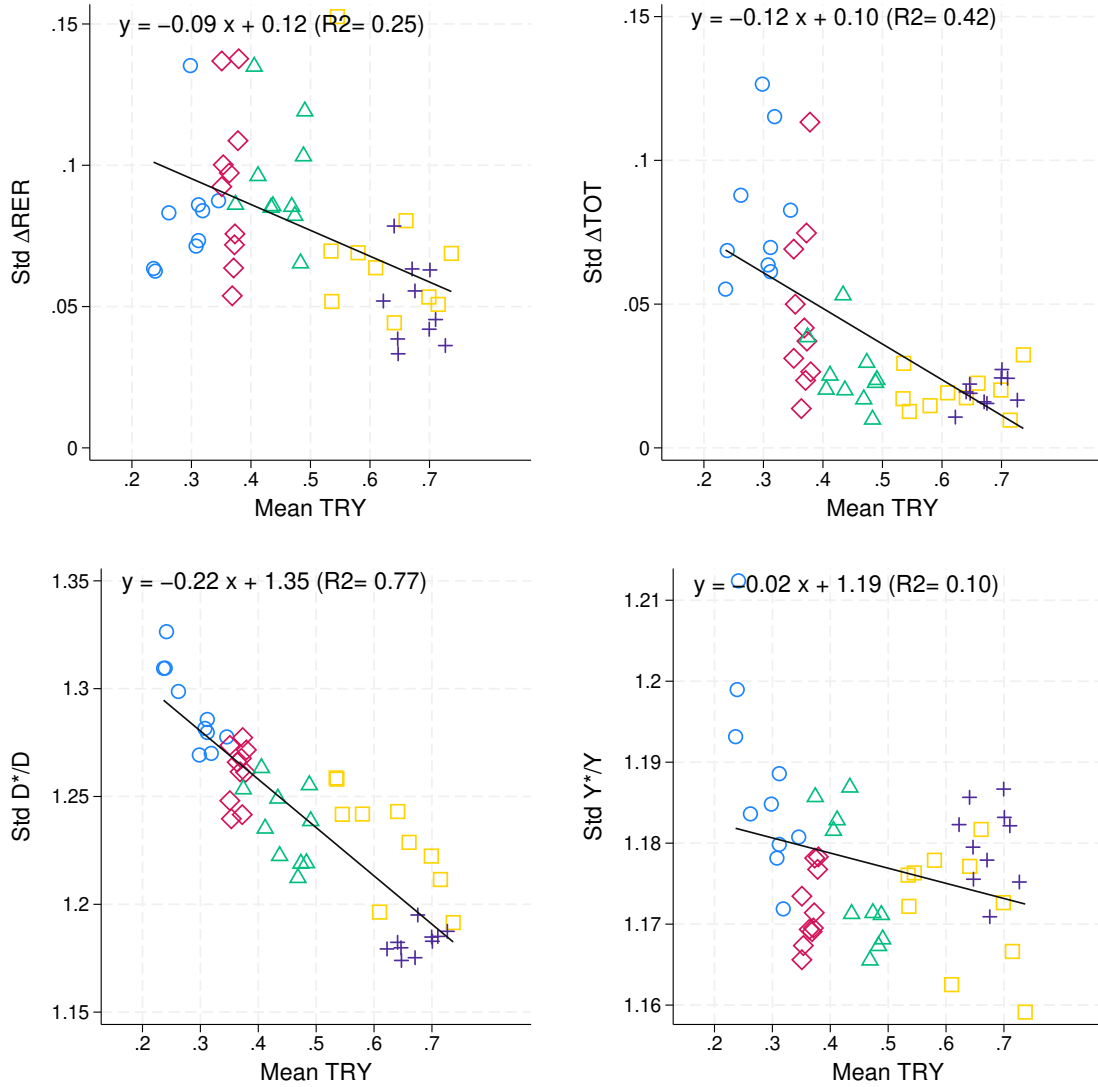 y = −0.09 x + 0.12 (R2= 0.25)
.15
.1
.05
0
Std ΔRER
.2 .3 .4 .5 .6 .7
Mean TRY
y = −0.12 x + 0.10 (R2= 0.42)
.15
.1
.05
0
Std ΔTOT
.2 .3 .4 .5 .6 .7
Mean TRY
y = −0.22 x + 1.35 (R2= 0.77)
1.35
1.3
1.25
1.2
1.15
Std D*/D
.2 .3 .4 .5 .6 .7
Mean TRY
y = −0.02 x + 1.19 (R2= 0.10)
1.21
1.2
1.19
1.18
1.17
1.16
Std Y*/Y
.2 .3 .4 .5 .6 .7
Mean TRY